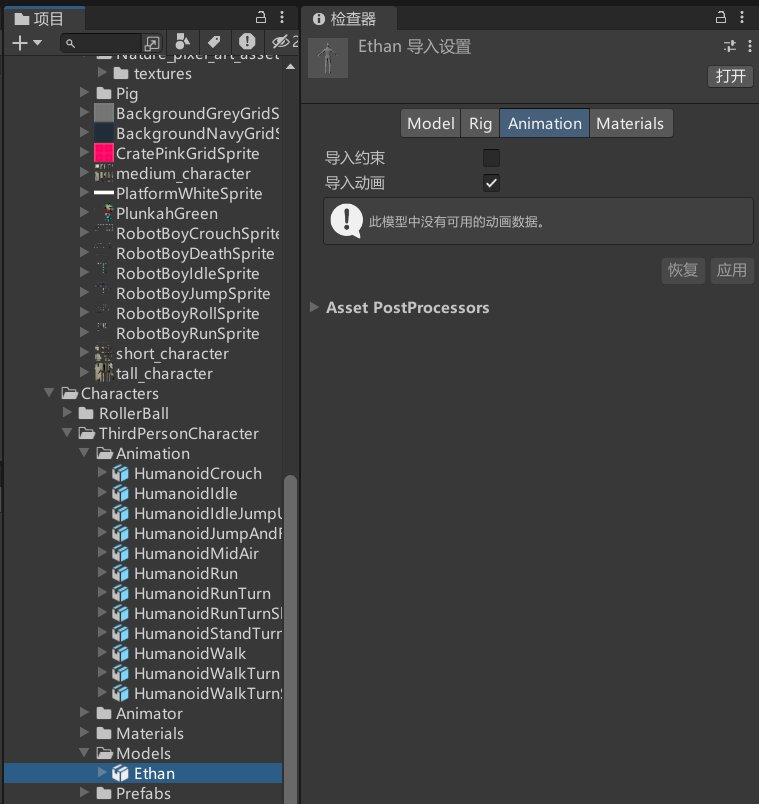 项目
2
Nature_pixel_art_asset
textures
Pig
BackgroundGreyGridS
BackgroundNavyGridS
CratePinkGridSprite
medium_character
PlatformWhiteSprite
PlunkahGreen
RobotBoyCrouchSprite
RobotBoyDeathSprite
RobotBoyIdleSprite
RobotBoyJumpSprite
RobotBoyRollSprite
RobotBoyRunSprite
short_character
tall_character
Characters
RollerBall
ThirdPersonCharacter
Animation
HumanoidCrouch
HumanoidIdle
HumanoidIdleJumpU
HumanoidJumpAndF
HumanoidMidAir
HumanoidRun
HumanoidRunTurn
HumanoidRunTurnSl
HumanoidStandTurn
HumanoidWalk
HumanoidWalkTurn
HumanoidWalkTurnS
Animator
Materials
Models
Ethan
Prefabs
检查器
Ethan 导入设置
打开
Model Rig Animation Materials
导入约束
导入动画
此模型中没有可用的动画数据。
恢复 应用
Asset PostProcessors